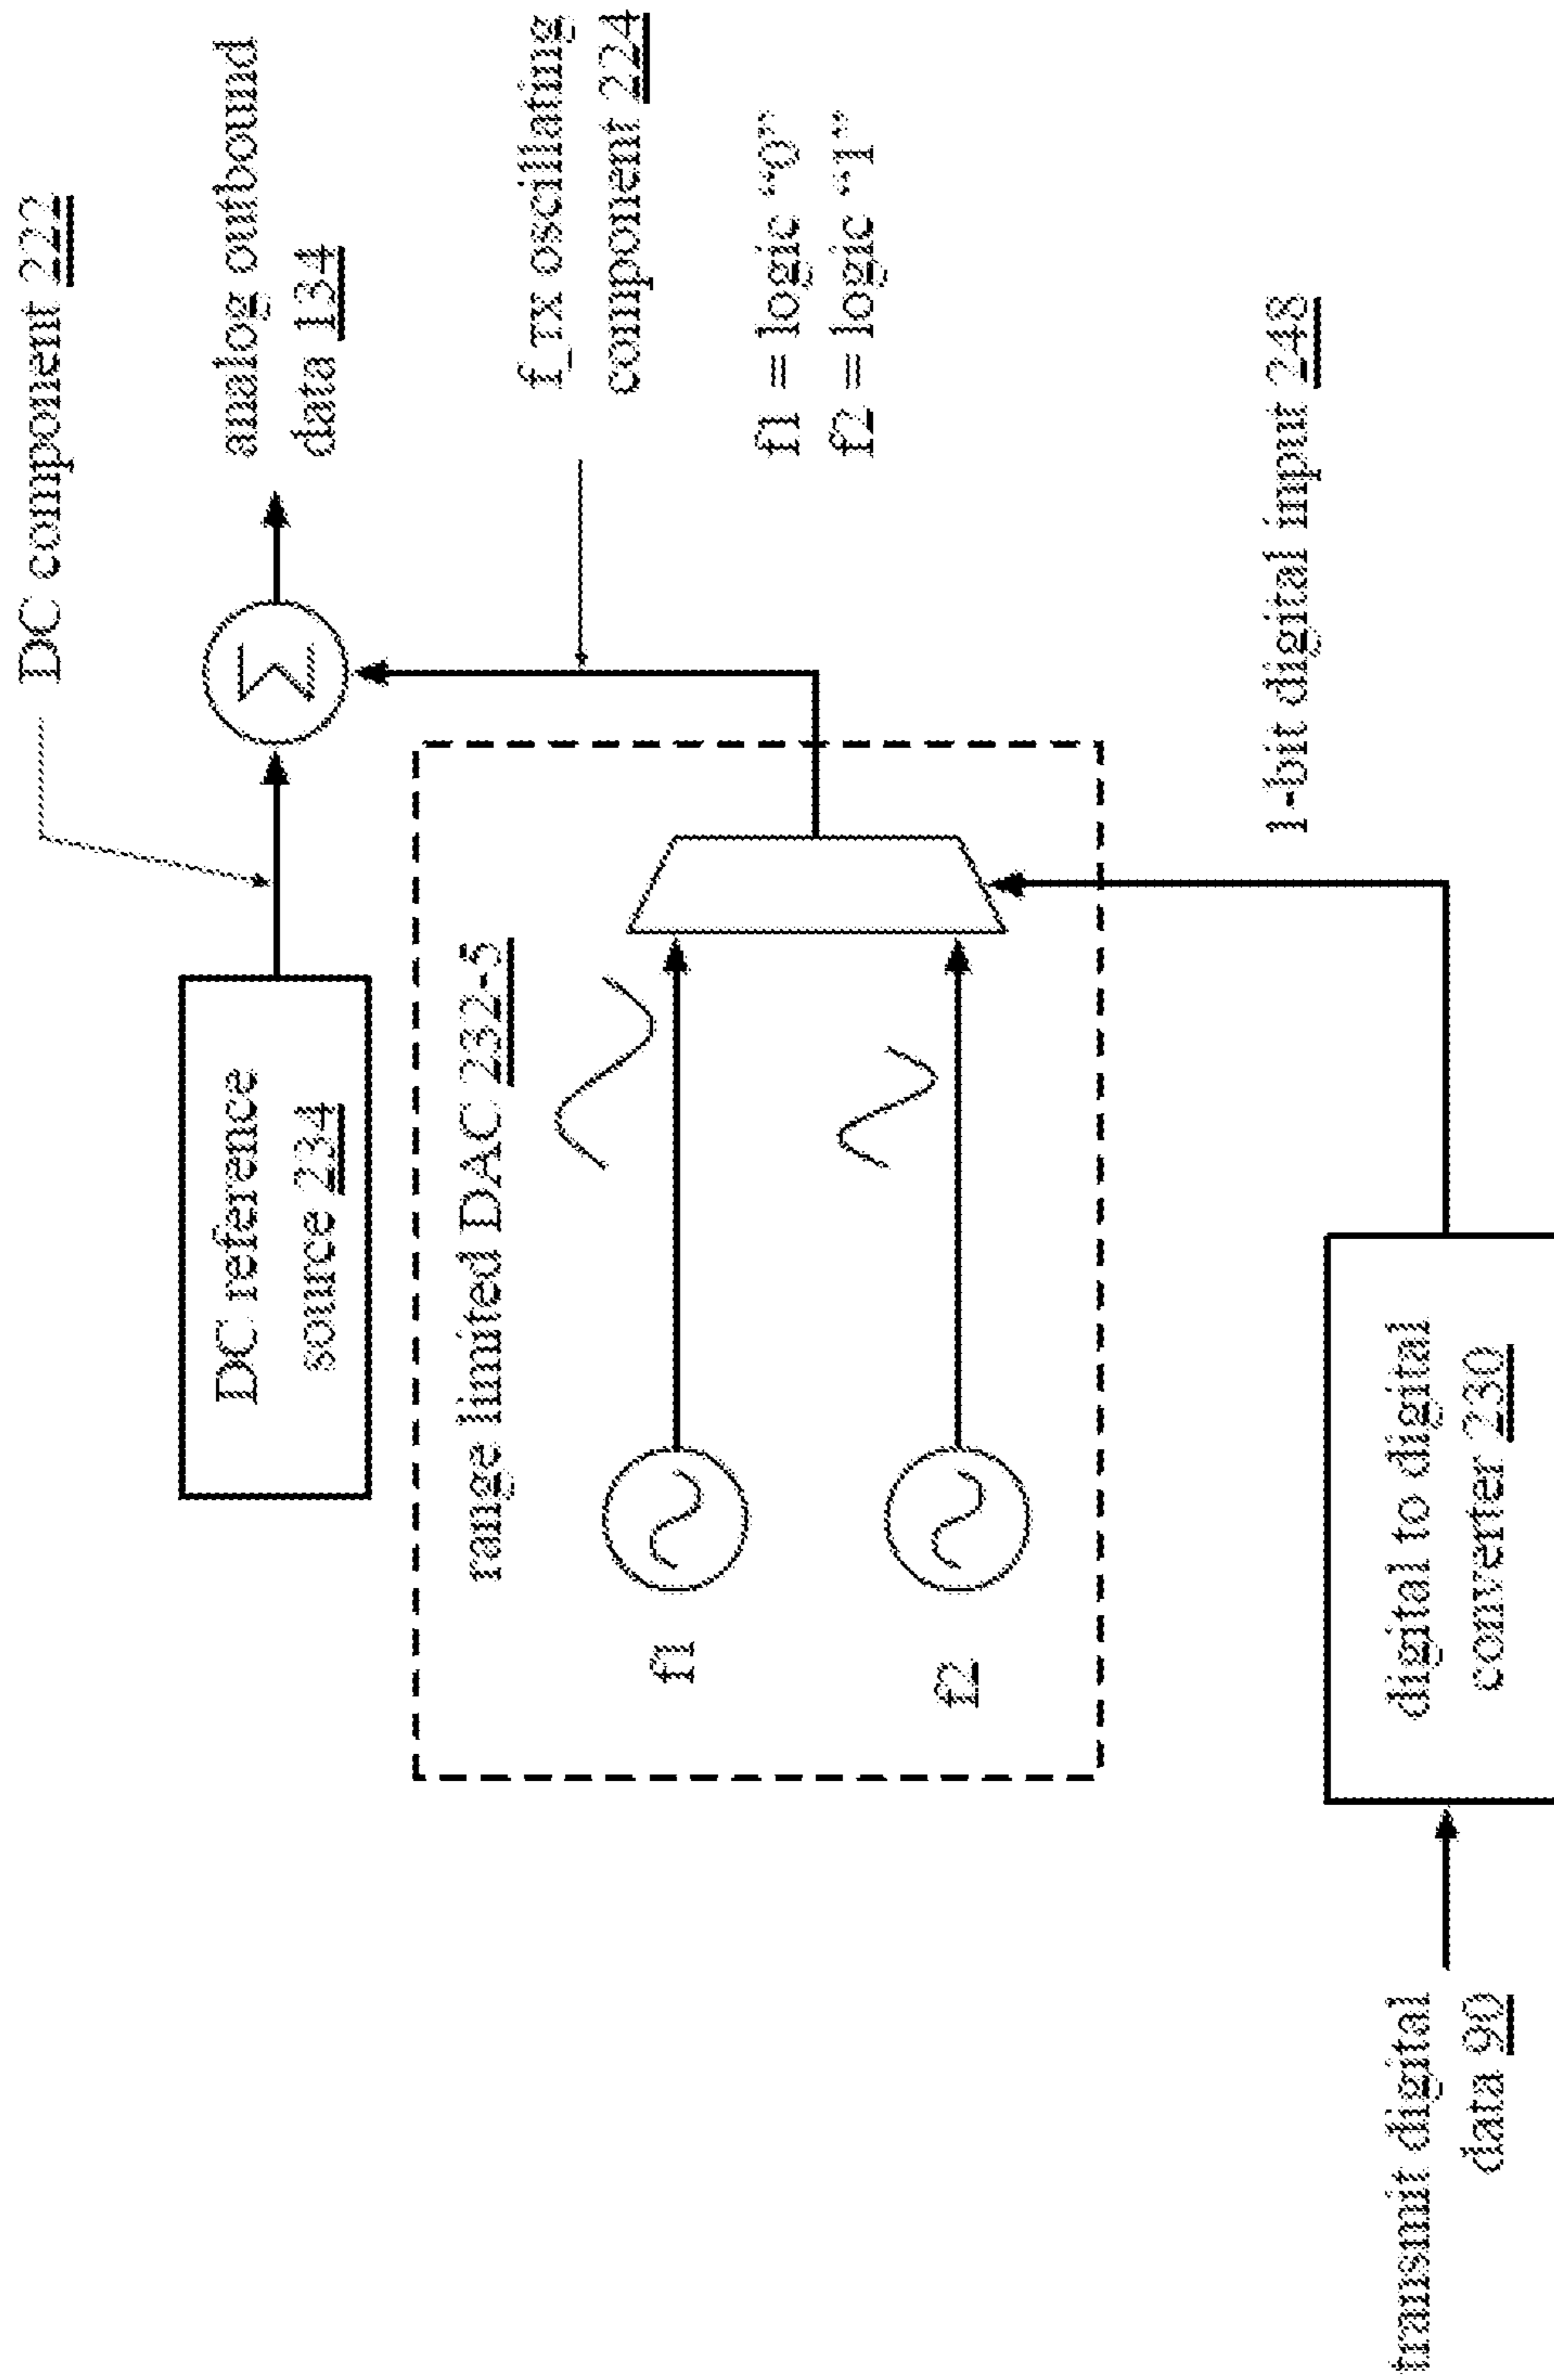 DC component 222
DC reference
source 234
analog outbound
data 134
range limited DAC 232-5
f_rx oscillating
component 224
f1
f2
f1 = logic “0”
f2 = logic “1”
1-bit digital input 248
transmit digital
data 90
digital to digital
converter 230